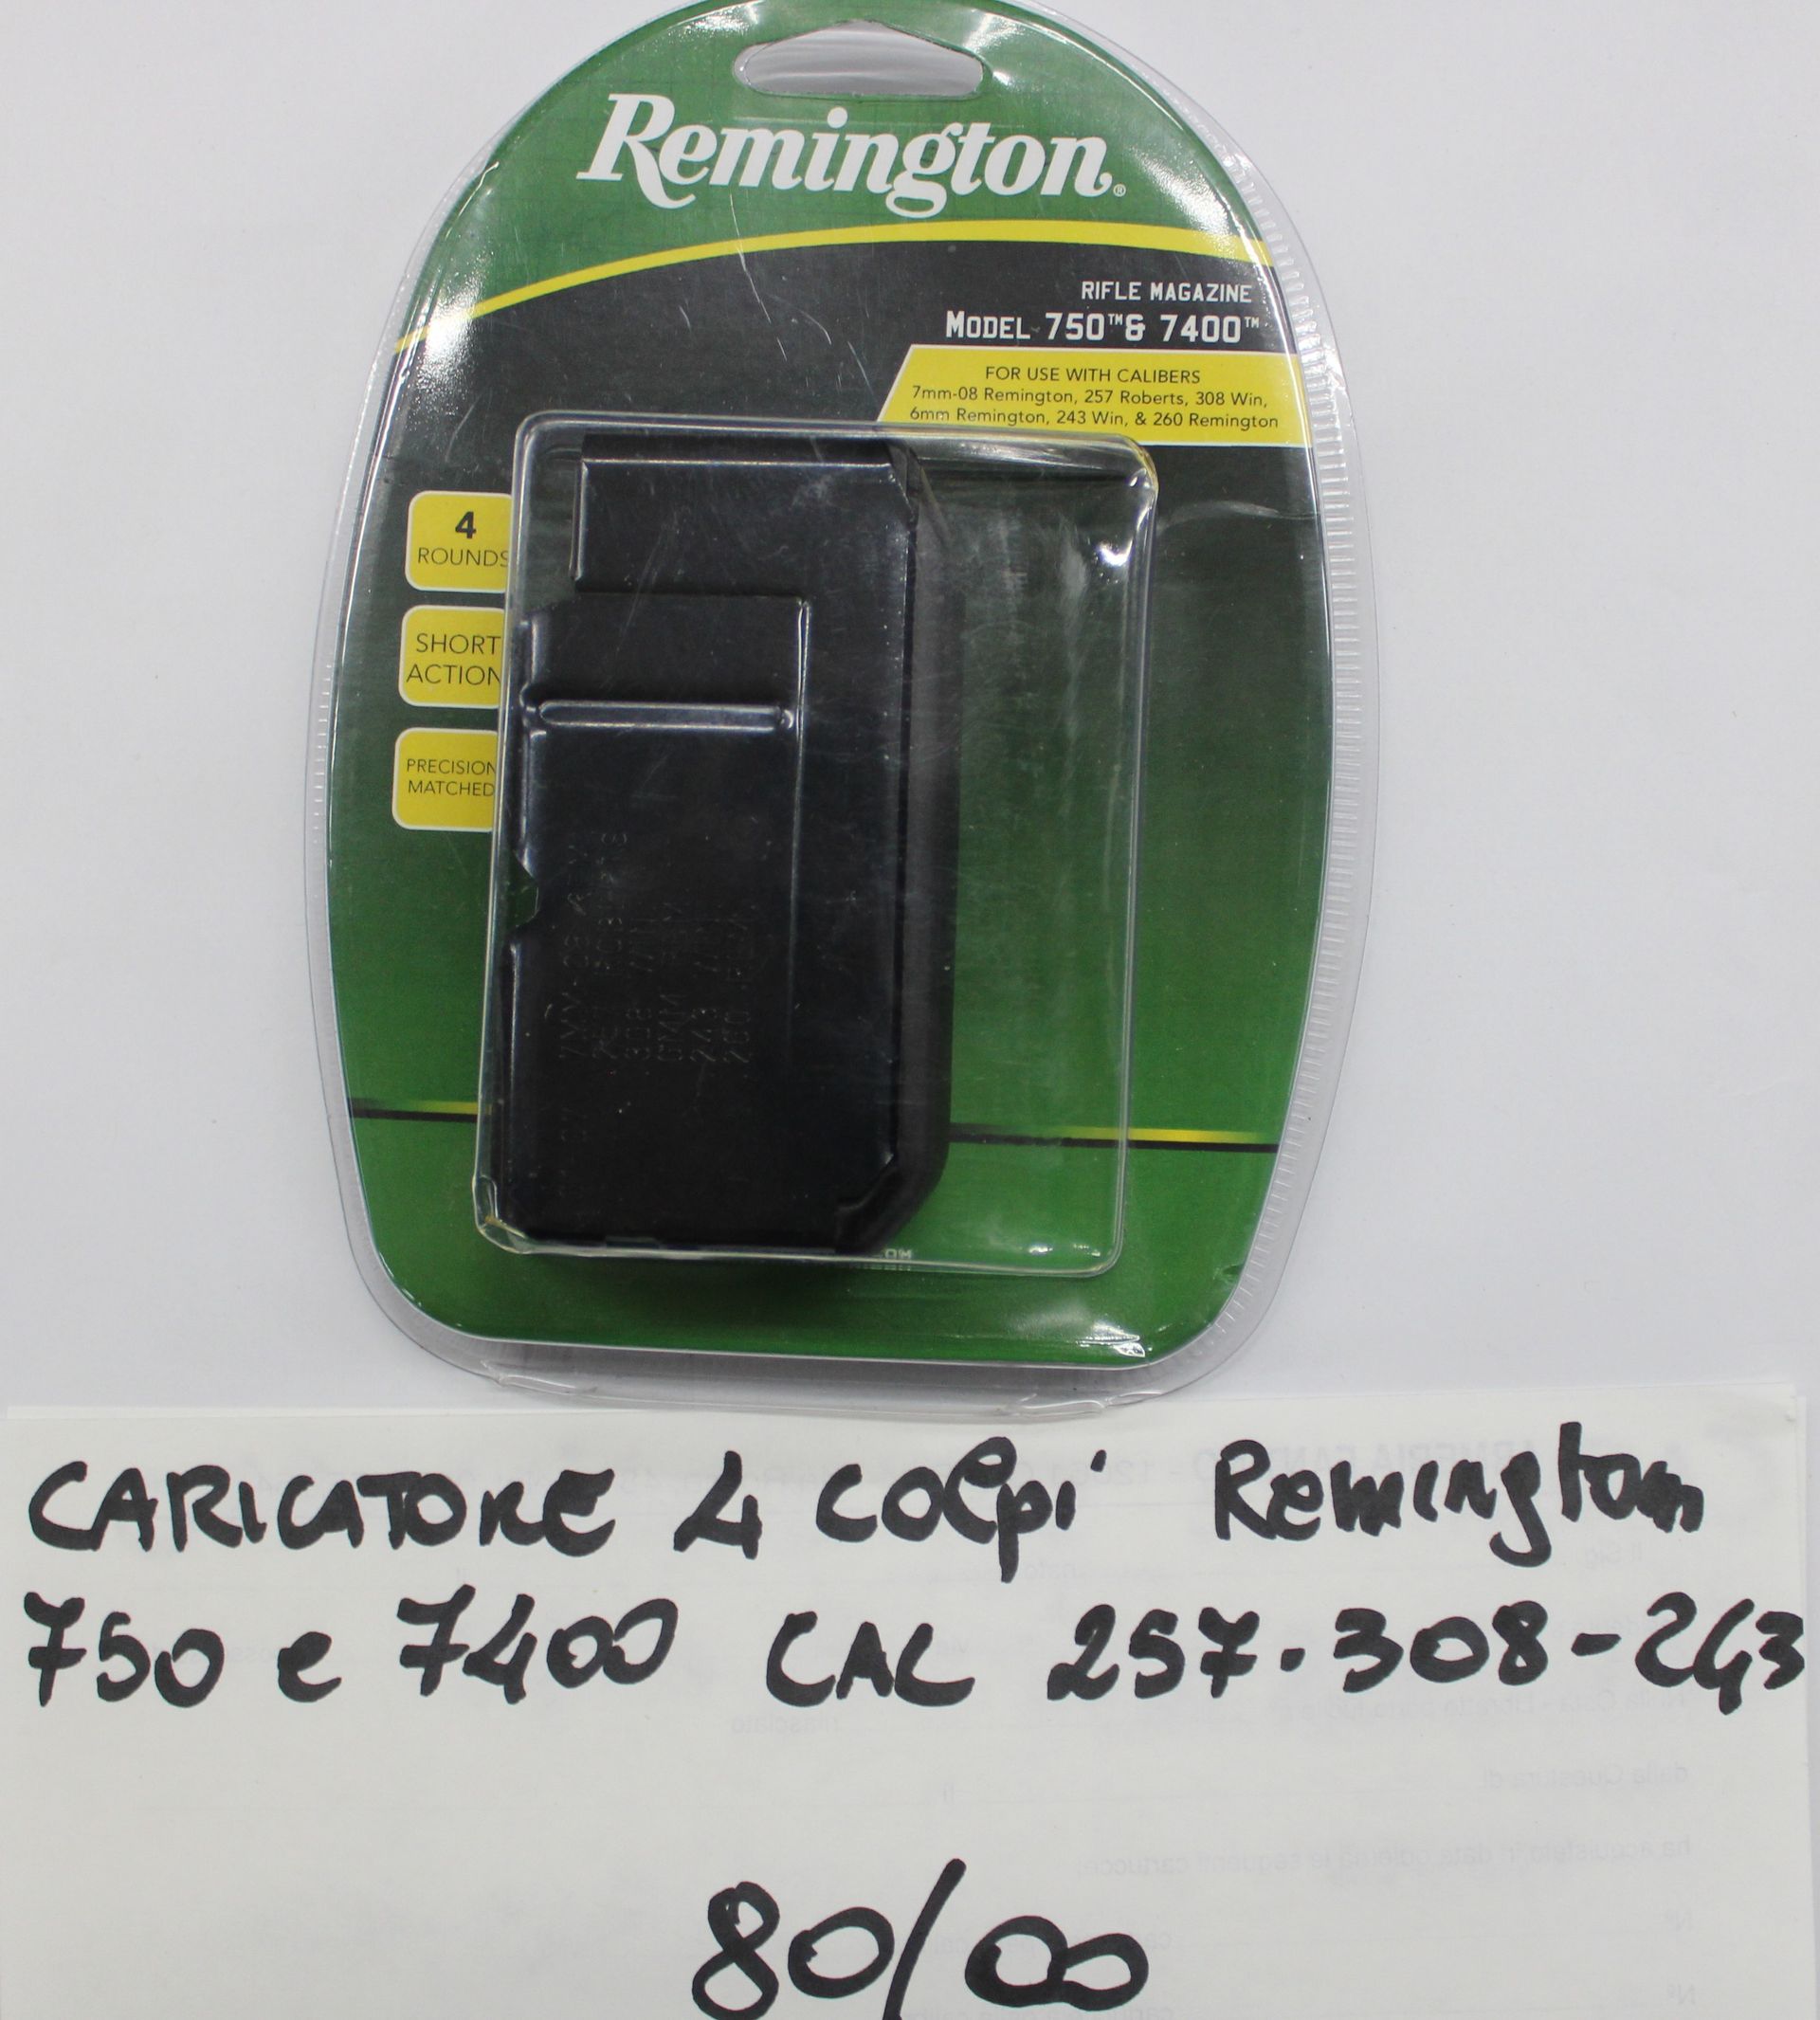 Remington®
RIFLE MAGAZINE
MODEL 750™ & 7400™
FOR USE WITH CALIBERS
7mm-08 Remington, 257 Roberts, 308 Win,
6mm Remington, 243 Win, & 260 Remington
4
ROUNDS
SHORT
ACTION
PRECISION
MATCHED
CARICATORE 4 COlpi Remington
750 e 7400 CAL 257.308-243
80/00